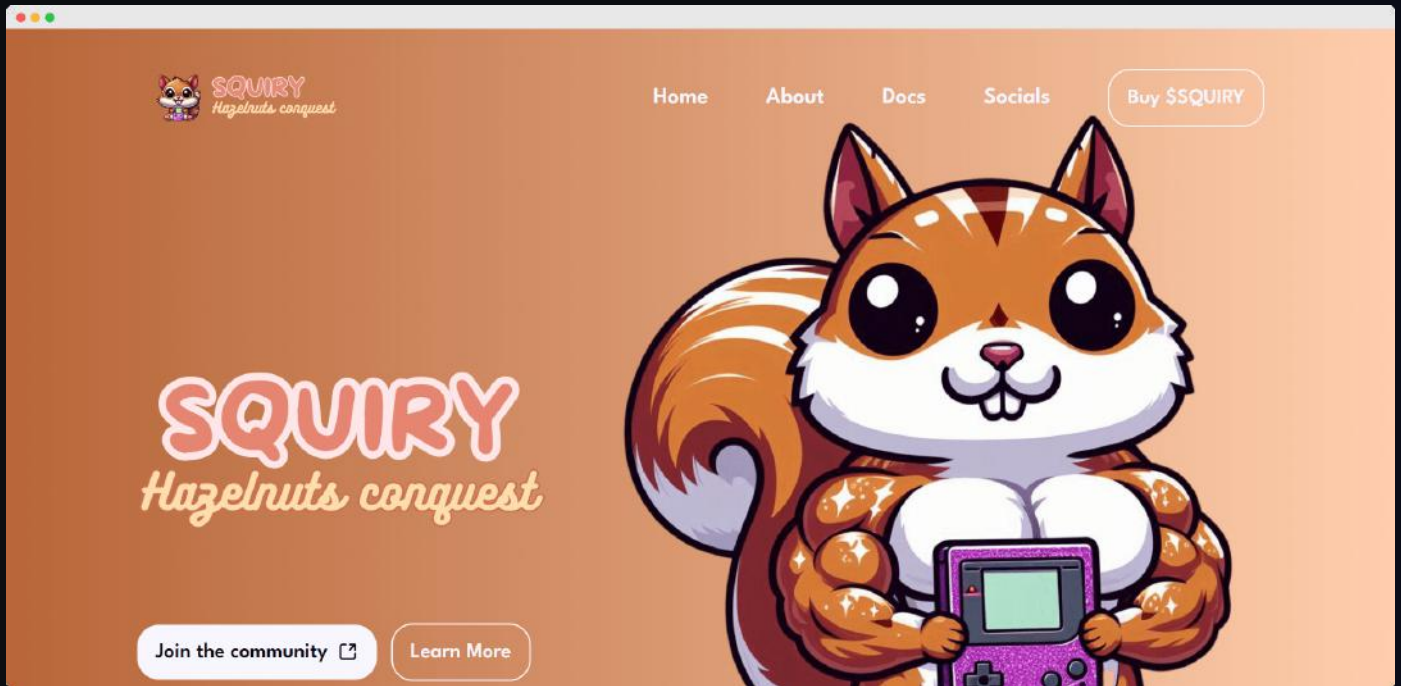 SQUIRY
Hazelnuts conquest
Home
About
Docs
Socials
Buy $SQUIRY
SQUIRY
Hazelnuts conquest
Join the community
Learn More